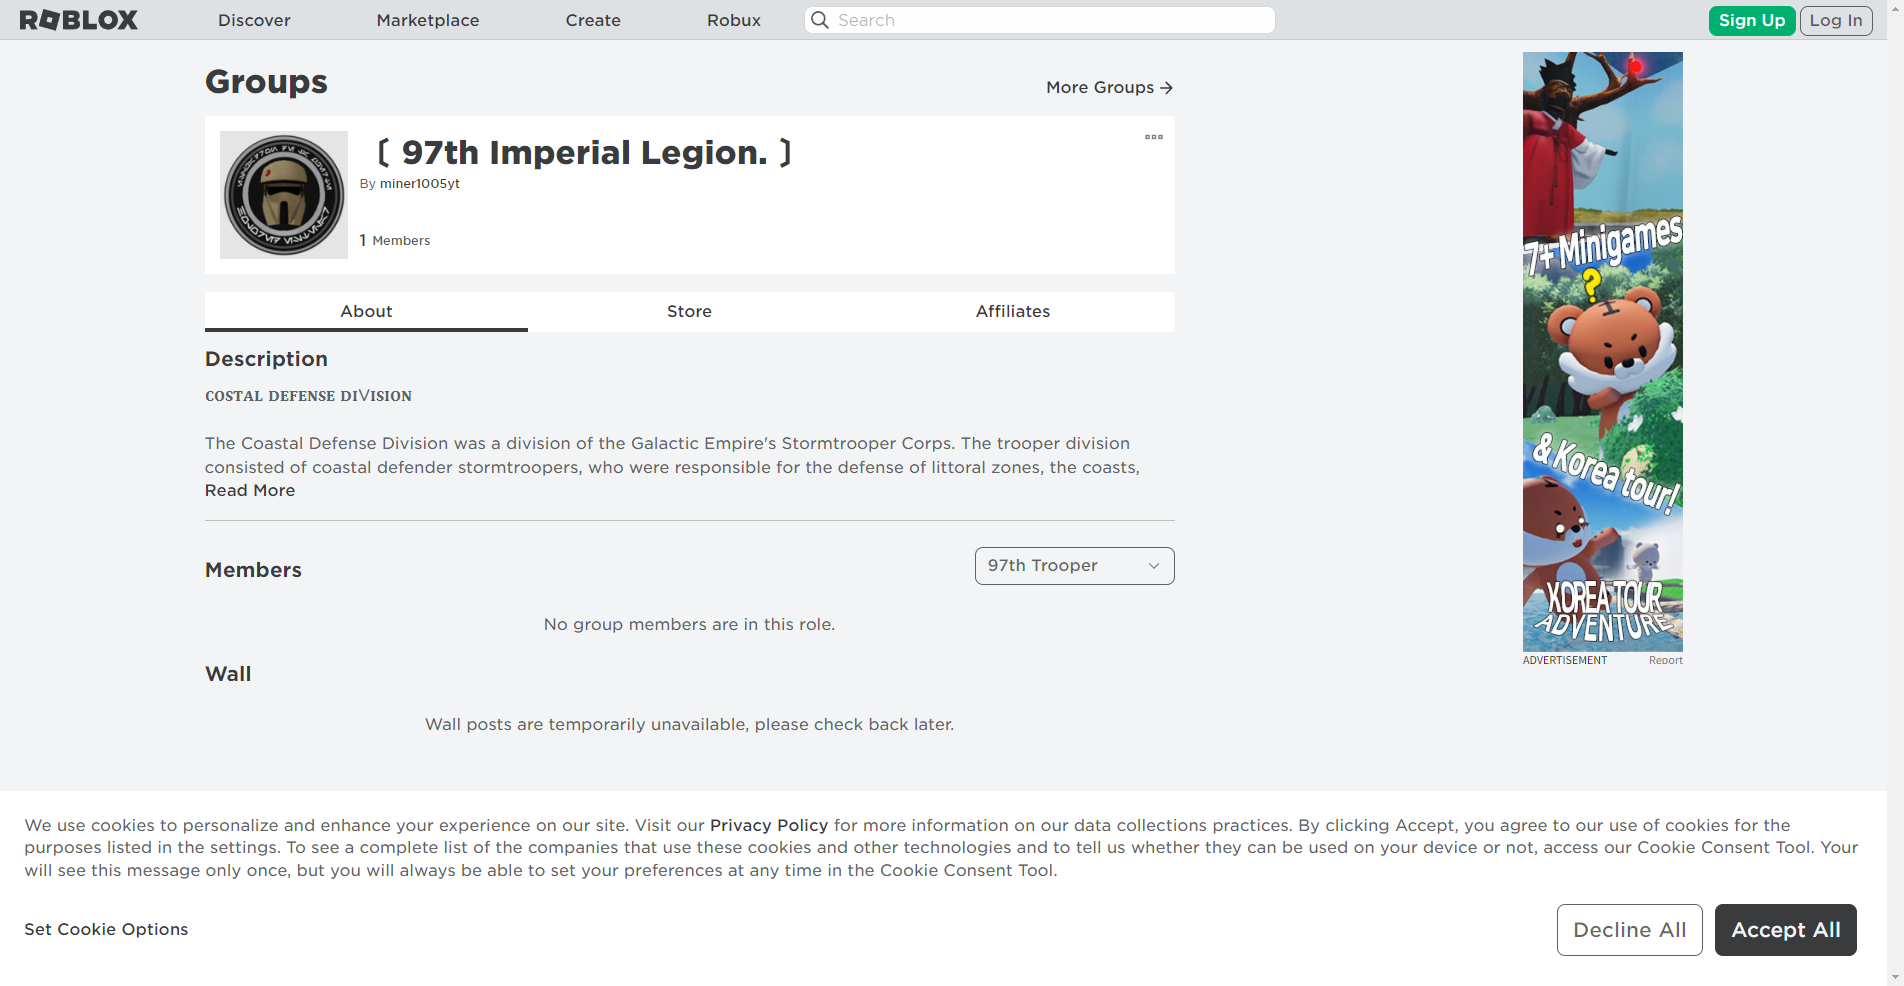 ROBLOX
Discover
Marketplace
Create
Robux
Search
Sign Up
Log In
Groups
More Groups →
〔 97th Imperial Legion. 〕
By miner1005yt
1 Members
About
Store
Affiliates
Description
COSTAL DEFENSE DIVISION
The Coastal Defense Division was a division of the Galactic Empire's Stormtrooper Corps. The trooper division
consisted of coastal defender stormtroopers, who were responsible for the defense of littoral zones, the coasts,
Read More
Members
97th Trooper
No group members are in this role.
Wall
Wall posts are temporarily unavailable, please check back later.
7+ Minigames
?
& Korea tour!
KOREA TOUR
ADVENTURE
ADVERTISEMENT
Report
We use cookies to personalize and enhance your experience on our site. Visit our Privacy Policy for more information on our data collections practices. By clicking Accept, you agree to our use of cookies for the
purposes listed in the settings. To see a complete list of the companies that use these cookies and other technologies and to tell us whether they can be used on your device or not, access our Cookie Consent Tool. Your
will see this message only once, but you will always be able to set your preferences at any time in the Cookie Consent Tool.
Set Cookie Options
Decline All
Accept All